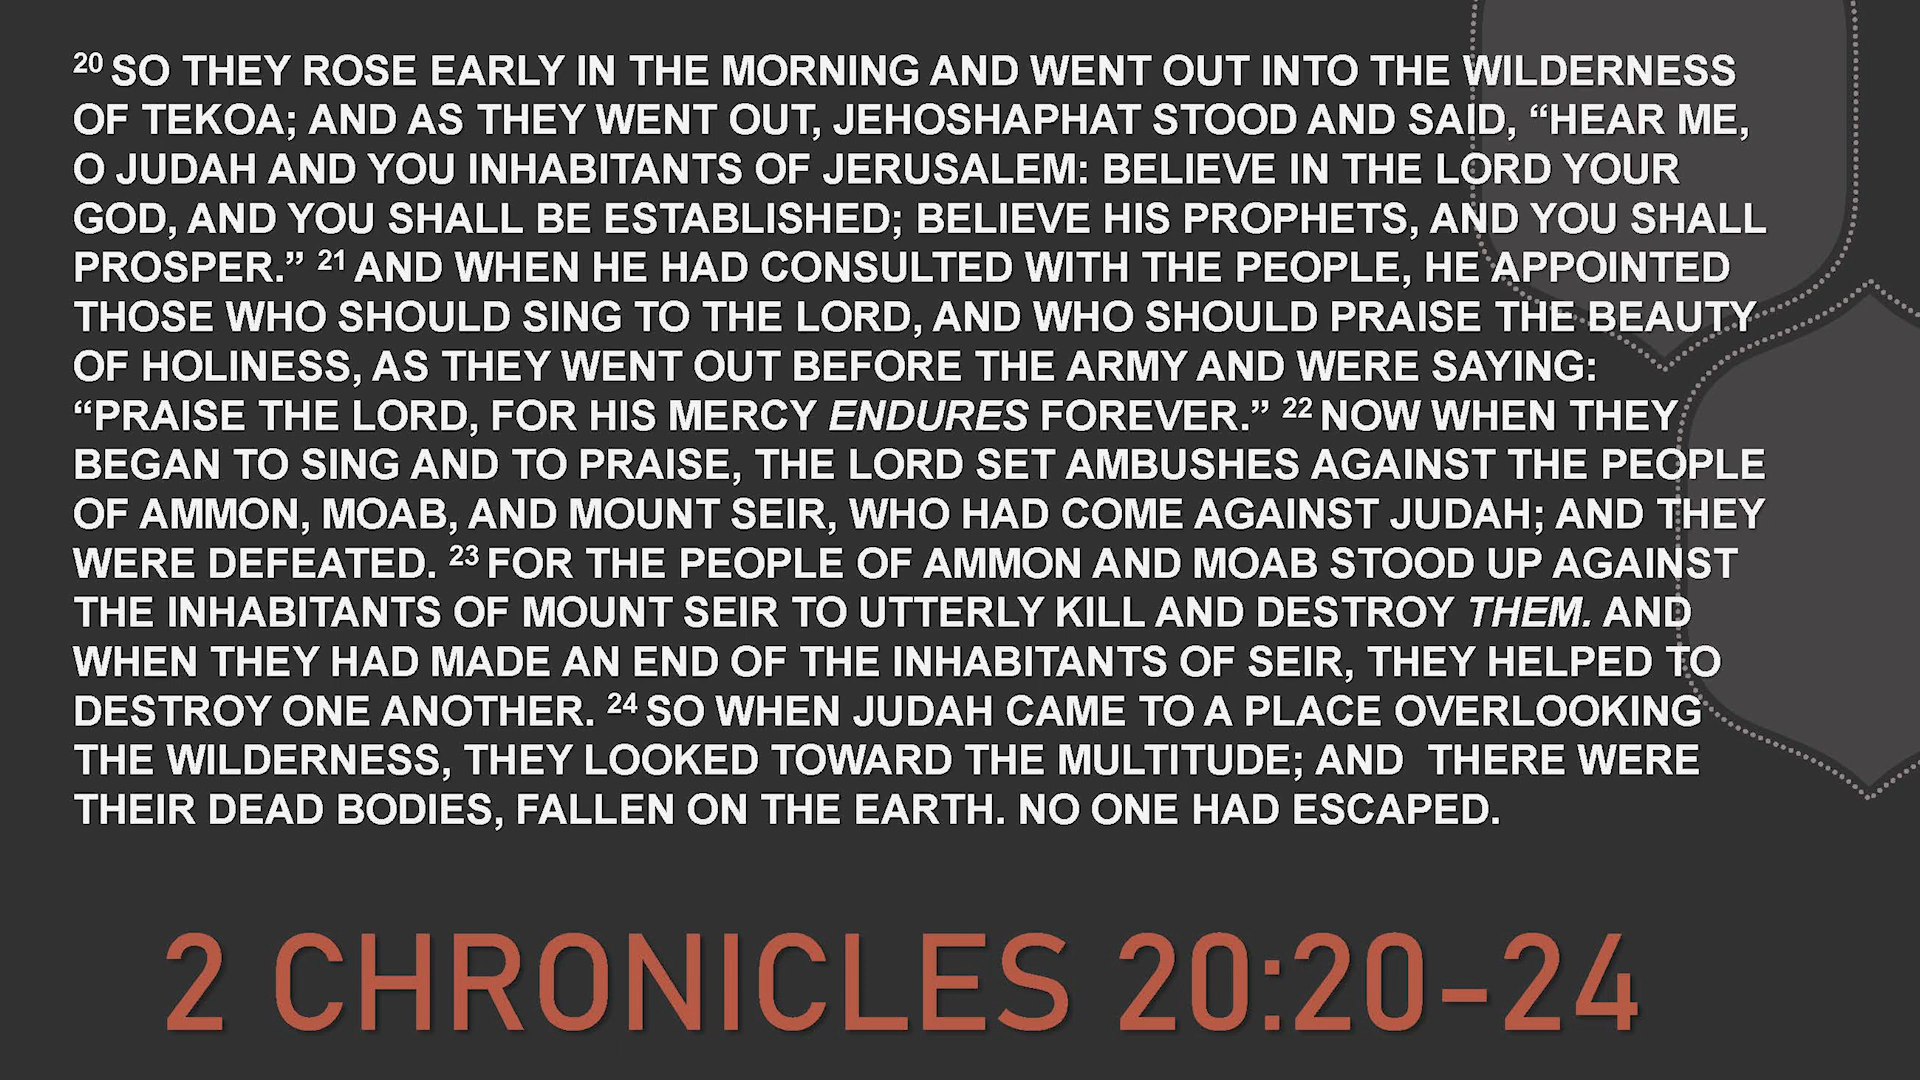 20 SO THEY ROSE EARLY IN THE MORNING AND WENT OUT INTO THE WILDERNESS
OF TEKOA; AND AS THEY WENT OUT, JEHOSHAPHAT STOOD AND SAID, “HEAR ME,
O JUDAH AND YOU INHABITANTS OF JERUSALEM: BELIEVE IN THE LORD YOUR
GOD, AND YOU SHALL BE ESTABLISHED; BELIEVE HIS PROPHETS, AND YOU SHALL
PROSPER.” 21 AND WHEN HE HAD CONSULTED WITH THE PEOPLE, HE APPOINTED
THOSE WHO SHOULD SING TO THE LORD, AND WHO SHOULD PRAISE THE BEAUTY
OF HOLINESS, AS THEY WENT OUT BEFORE THE ARMY AND WERE SAYING:
“PRAISE THE LORD, FOR HIS MERCY ENDURES FOREVER.” 22 NOW WHEN THEY
BEGAN TO SING AND TO PRAISE, THE LORD SET AMBUSHES AGAINST THE PEOPLE
OF AMMON, MOAB, AND MOUNT SEIR, WHO HAD COME AGAINST JUDAH; AND THEY
WERE DEFEATED. 23 FOR THE PEOPLE OF AMMON AND MOAB STOOD UP AGAINST
THE INHABITANTS OF MOUNT SEIR TO UTTERLY KILL AND DESTROY THEM. AND
WHEN THEY HAD MADE AN END OF THE INHABITANTS OF SEIR, THEY HELPED TO
DESTROY ONE ANOTHER. 24 SO WHEN JUDAH CAME TO A PLACE OVERLOOKING
THE WILDERNESS, THEY LOOKED TOWARD THE MULTITUDE; AND  THERE WERE
THEIR DEAD BODIES, FALLEN ON THE EARTH. NO ONE HAD ESCAPED.
2 CHRONICLES 20:20-24